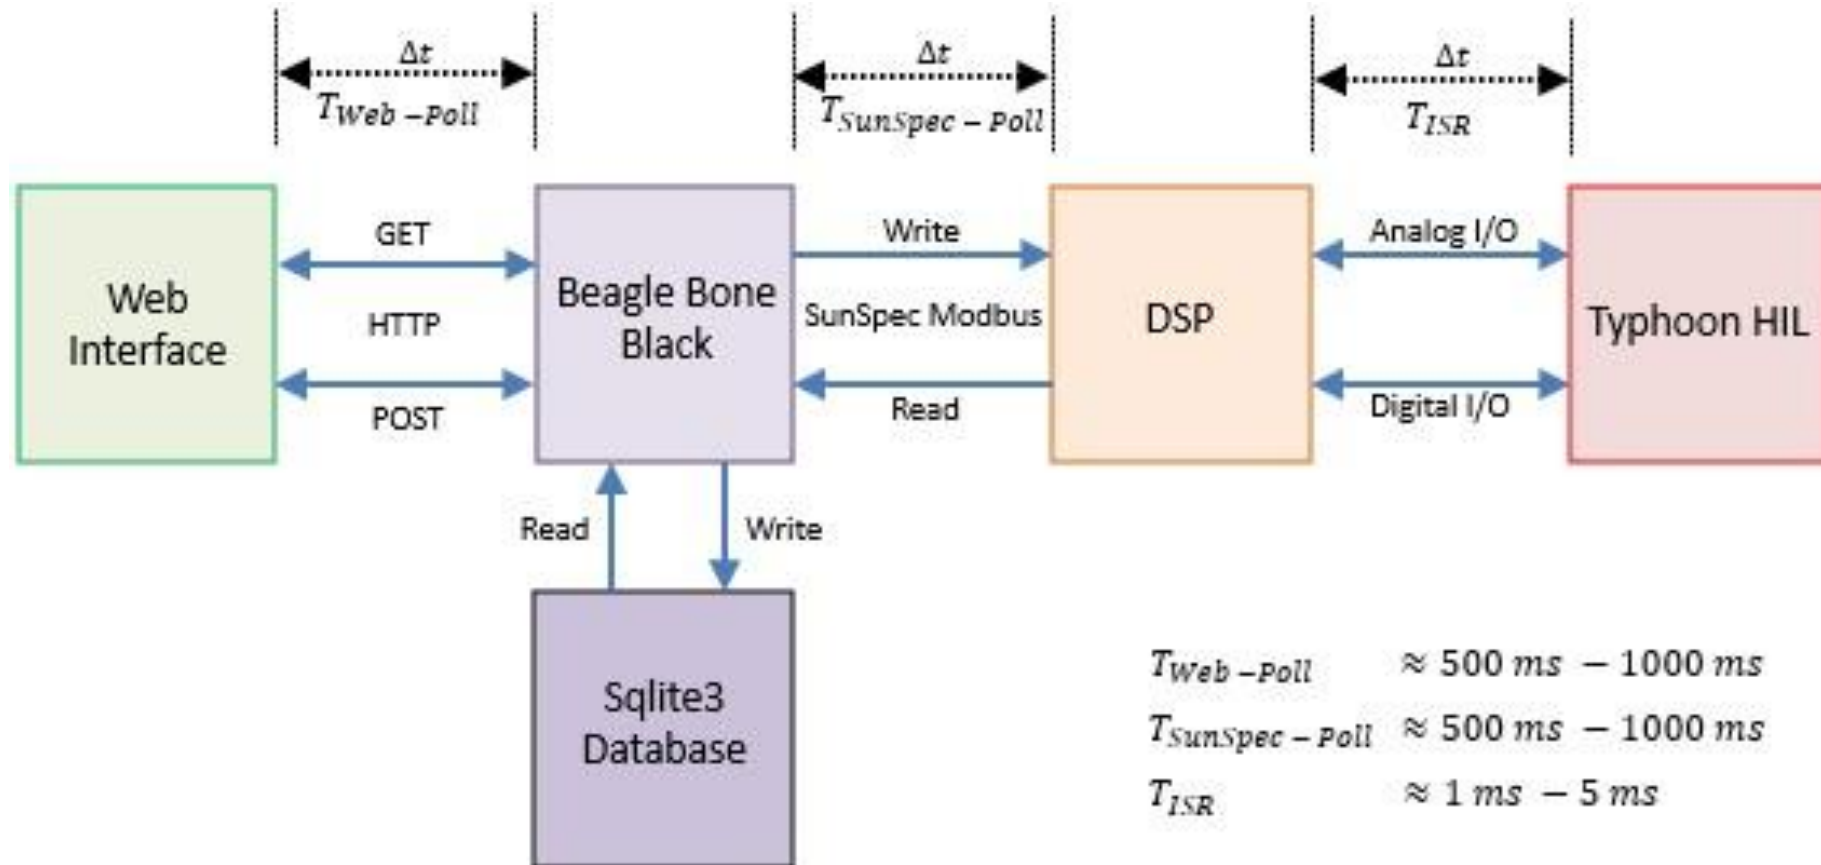 Δt
T_Web–Poll
Δt
T_SunSpec–Poll
Δt
T_ISR
Web
Interface
GET
HTTP
POST
Beagle Bone
Black
Write
SunSpec Modbus
Read
DSP
Analog I/O
Digital I/O
Typhoon HIL
Read
Write
Sqlite3
Database
T_Web–Poll ≈ 500 ms – 1000 ms
T_SunSpec–Poll ≈ 500 ms – 1000 ms
T_ISR ≈ 1 ms – 5 ms